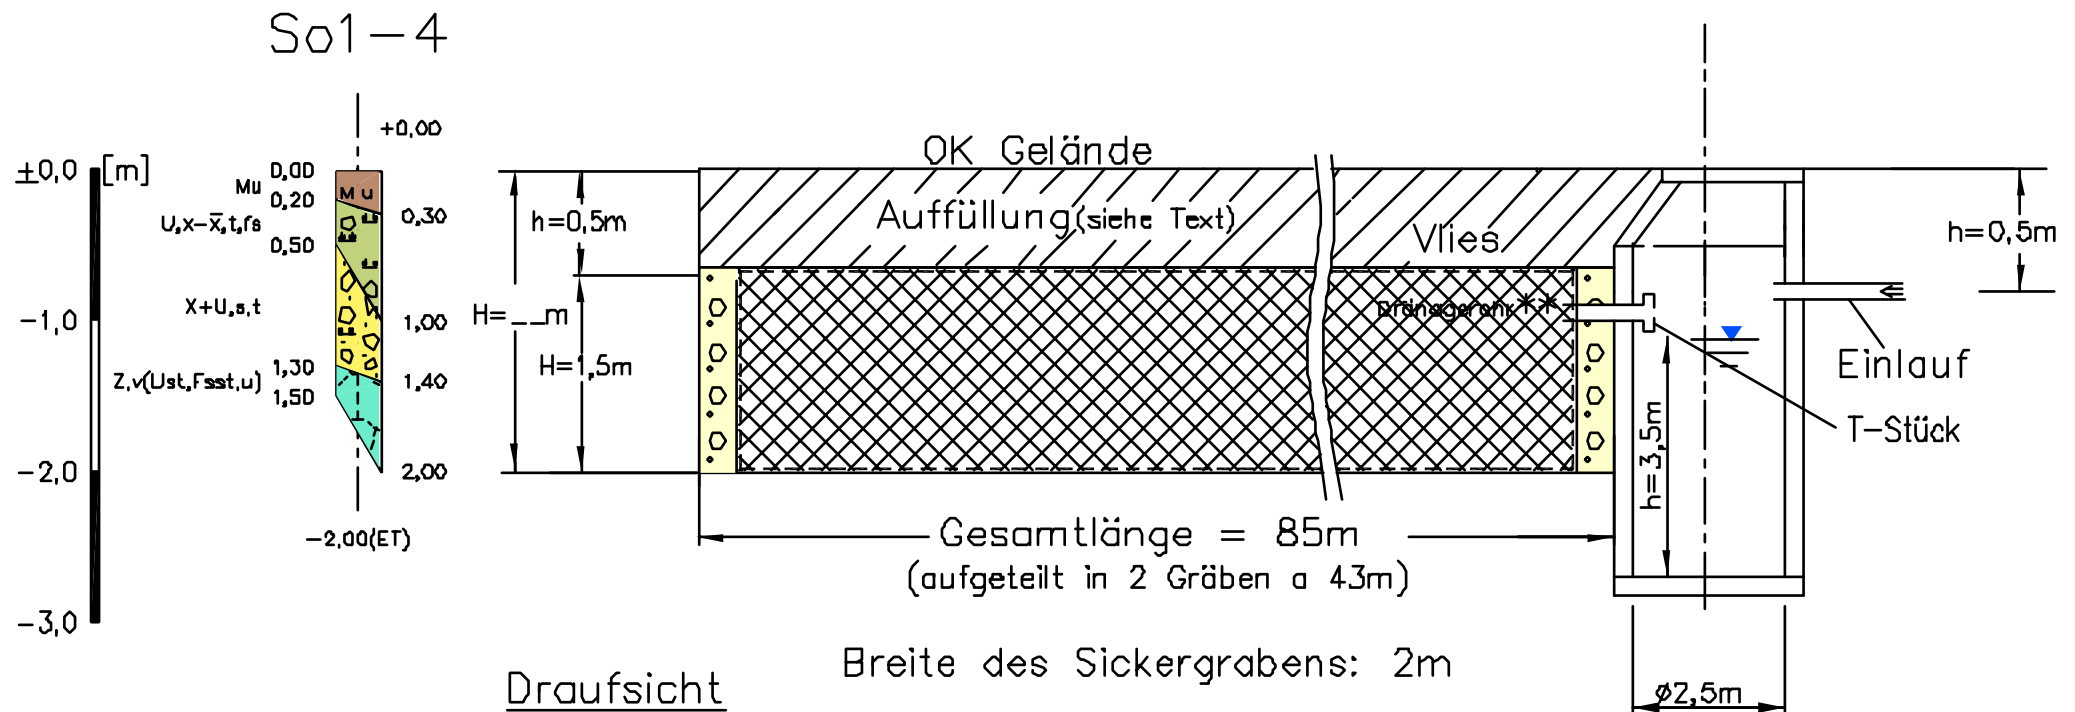 So1-4
+0,00
OK Gelände
±0,0 [m]
0,00
Mu
Mu
0,20
0,30
U,x-x̅,t,fs
0,50
h=0,5m
Auffüllung(siehe Text)
Vlies
h=0,5m
X+U,s,t
-1,0
1,00
H=__m
Dränagerohr**
H=1,5m
1,30
Z,v(Ust,Fsst,u)
1,40
1,50
Einlauf
T-Stück
h=3,5m
-2,0
2,00
-2,00(ET)
Gesamtlänge = 85m
(aufgeteilt in 2 Gräben a 43m)
-3,0
Breite des Sickergrabens: 2m
Draufsicht
ø2,5m